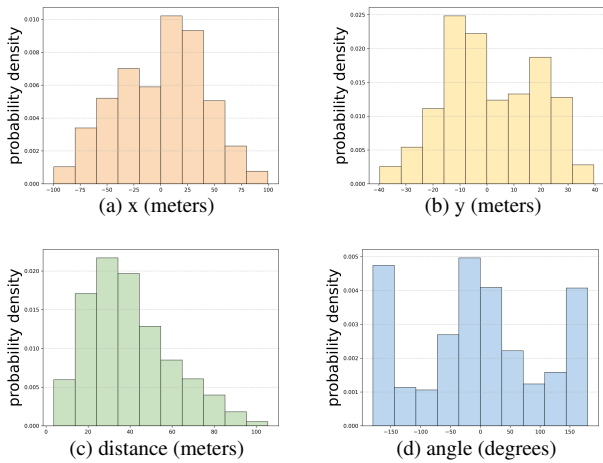 probability density
0.010
0.008
0.006
0.004
0.002
0.000
−100 −75 −50 −25 0 25 50 75 100
(a) x (meters)
probability density
0.025
0.020
0.015
0.010
0.005
0.000
−40 −30 −20 −10 0 10 20 30 40
(b) y (meters)
probability density
0.020
0.015
0.010
0.005
0.000
0 20 40 60 80 100
(c) distance (meters)
probability density
0.005
0.004
0.003
0.002
0.001
0.000
−150 −100 −50 0 50 100 150
(d) angle (degrees)